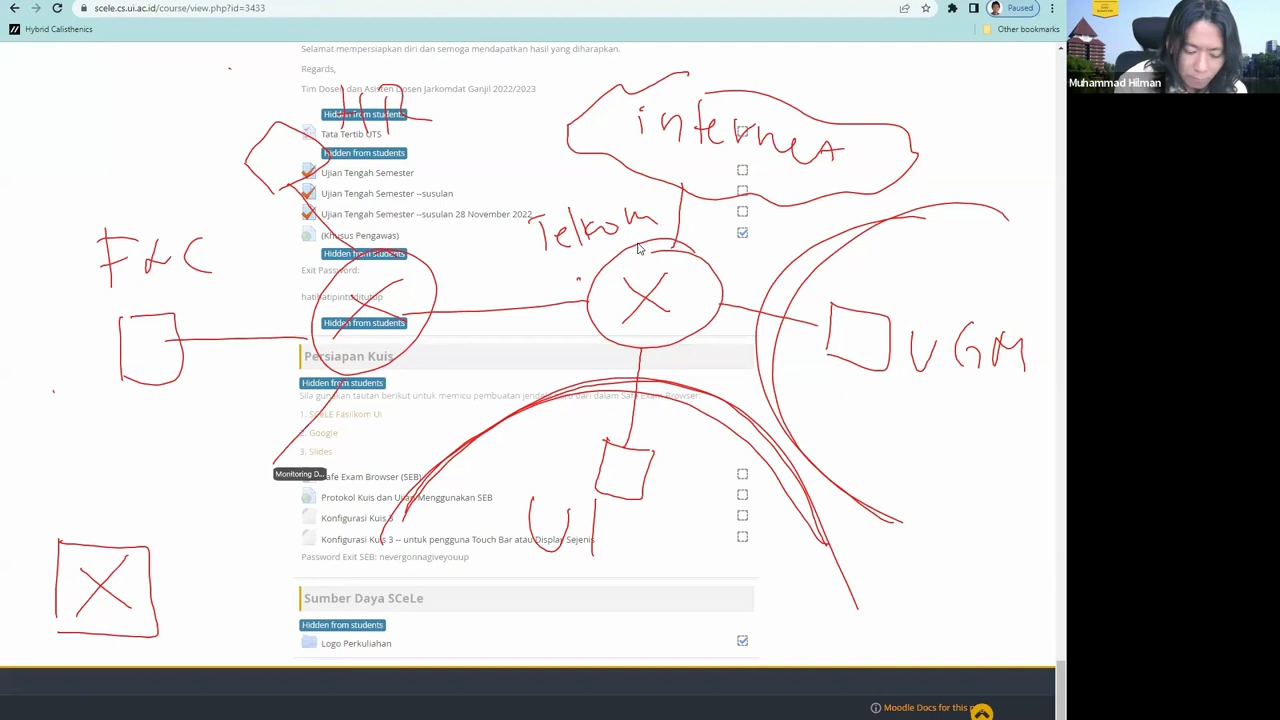 scele.cs.ui.ac.id/course/view.php?id=3433
Paused
Hybrid Calisthenics
Other bookmarks
Selamat mempersiapkan diri dan semoga mendapatkan hasil yang diharapkan.
Regards,
Tim Dosen dan Asisten Dosen Jarkomdat Ganjil 2022/2023
Muhammad Hilman
HR
Hidden from students
internet
Tata Tertib UTS
Hidden from students
Ujian Tengah Semester
Ujian Tengah Semester --susulan
Ujian Tengah Semester --susulan 28 November 2022
Telkom
(Khusus Pengawas)
Hidden from students
F&C
Exit Password:
hatihatipintuditutup
Hidden from students
UGM
Persiapan Kuis
Hidden from students
Sila gunakan tautan berikut untuk memicu pembuatan jendela baru dari dalam Safe Exam Browser:
1. SCeLE Fasilkom UI
2. Google
3. Slides
Monitoring D...
Safe Exam Browser (SEB)
Protokol Kuis dan Ujian Menggunakan SEB
Konfigurasi Kuis 3
UI
Konfigurasi Kuis 3 -- untuk pengguna Touch Bar atau Display Sejenis
Password Exit SEB: nevergonnagiveyouup
Sumber Daya SCeLe
Hidden from students
Logo Perkuliahan
Moodle Docs for this